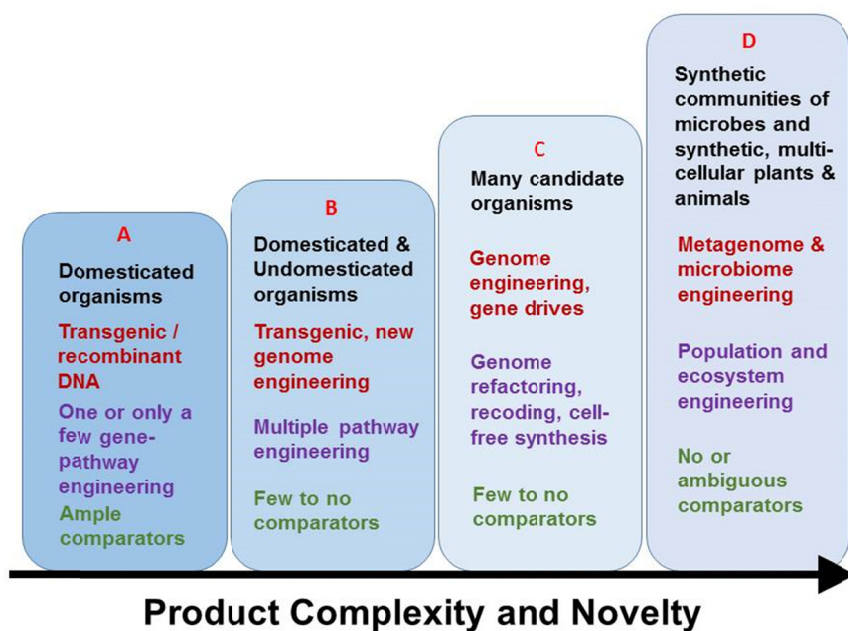 A
Domesticated
organisms
Transgenic /
recombinant
DNA
One or only a
few gene-
pathway
engineering
Ample
comparators
B
Domesticated &
Undomesticated
organisms
Transgenic, new
genome
engineering
Multiple pathway
engineering
Few to no
comparators
C
Many candidate
organisms
Genome
engineering,
gene drives
Genome
refactoring,
recoding, cell-
free synthesis
Few to no
comparators
D
Synthetic
communities of
microbes and
synthetic, multi-
cellular plants &
animals
Metagenome &
microbiome
engineering
Population and
ecosystem
engineering
No or
ambiguous
comparators
Product Complexity and Novelty